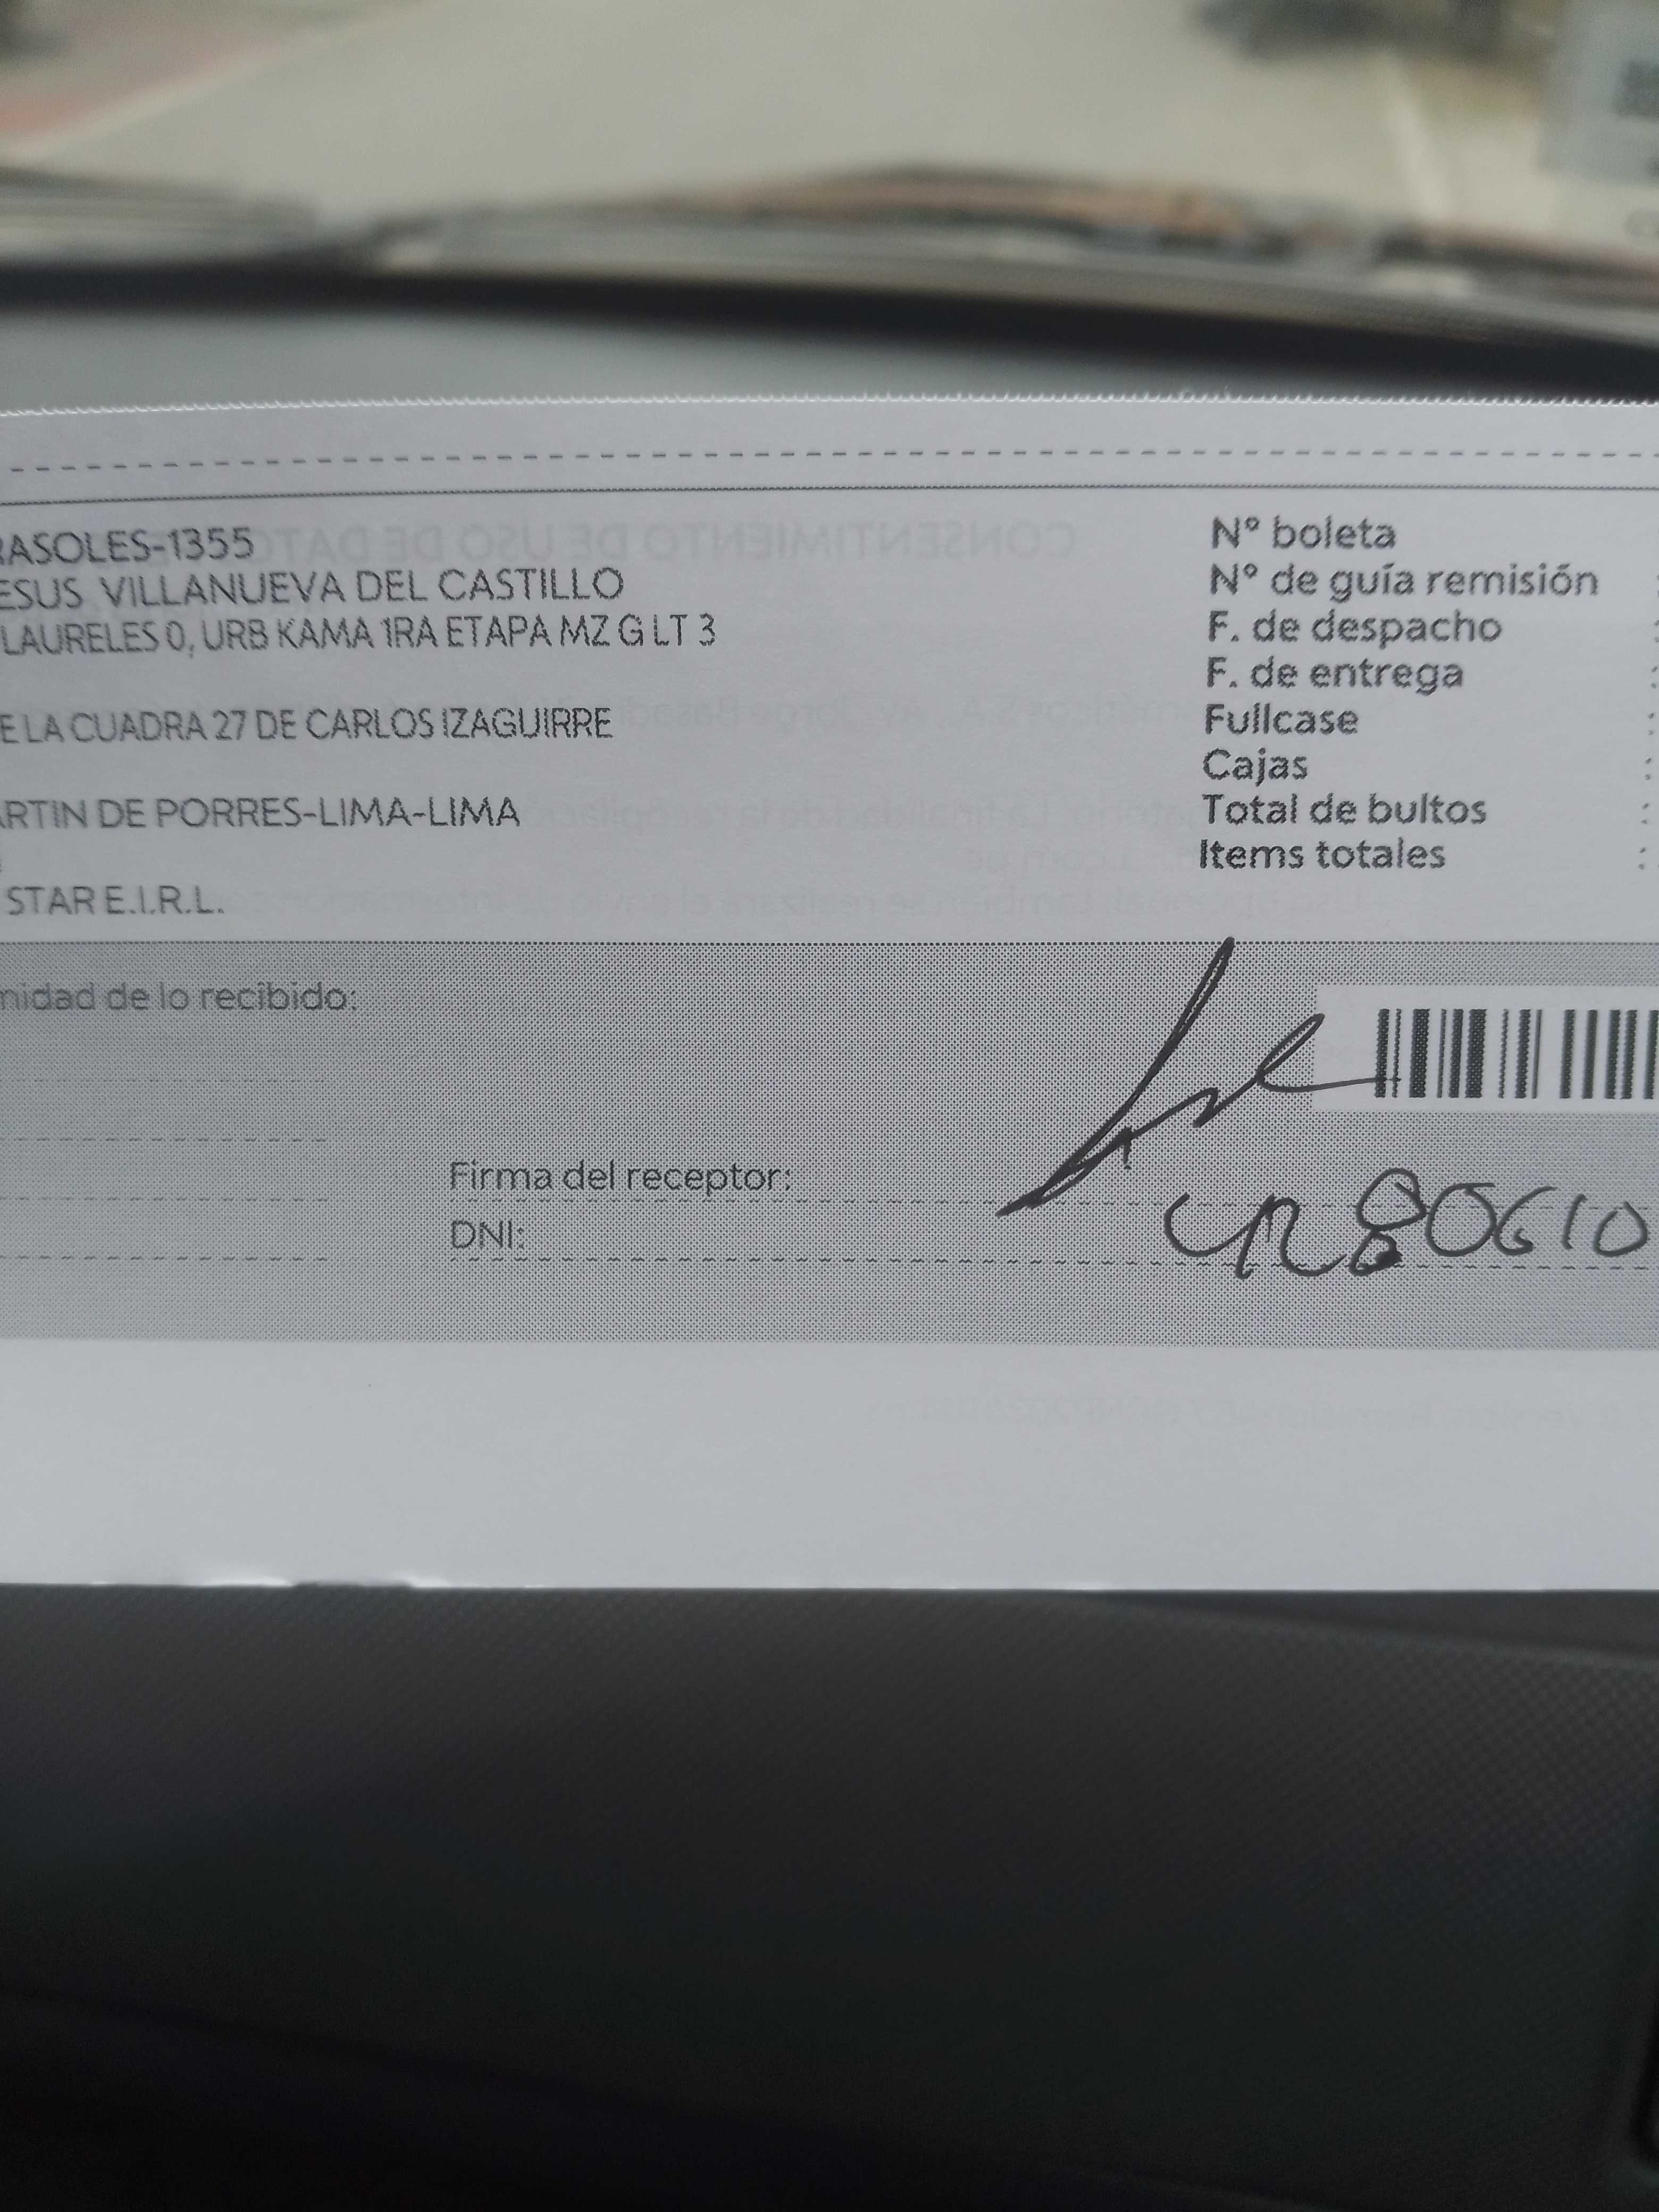 RASOLES-1355
ESUS VILLANUEVA DEL CASTILLO
LAURELES 0, URB KAMA 1RA ETAPA MZ G LT 3
E LA CUADRA 27 DE CARLOS IZAGUIRRE
ARTIN DE PORRES-LIMA-LIMA
STAR E.I.R.L.
N° boleta
N° de guía remisión :
F. de despacho :
F. de entrega :
Fullcase :
Cajas :
Total de bultos :
Items totales :
midad de lo recibido:
Firma del receptor:
DNI: 80610